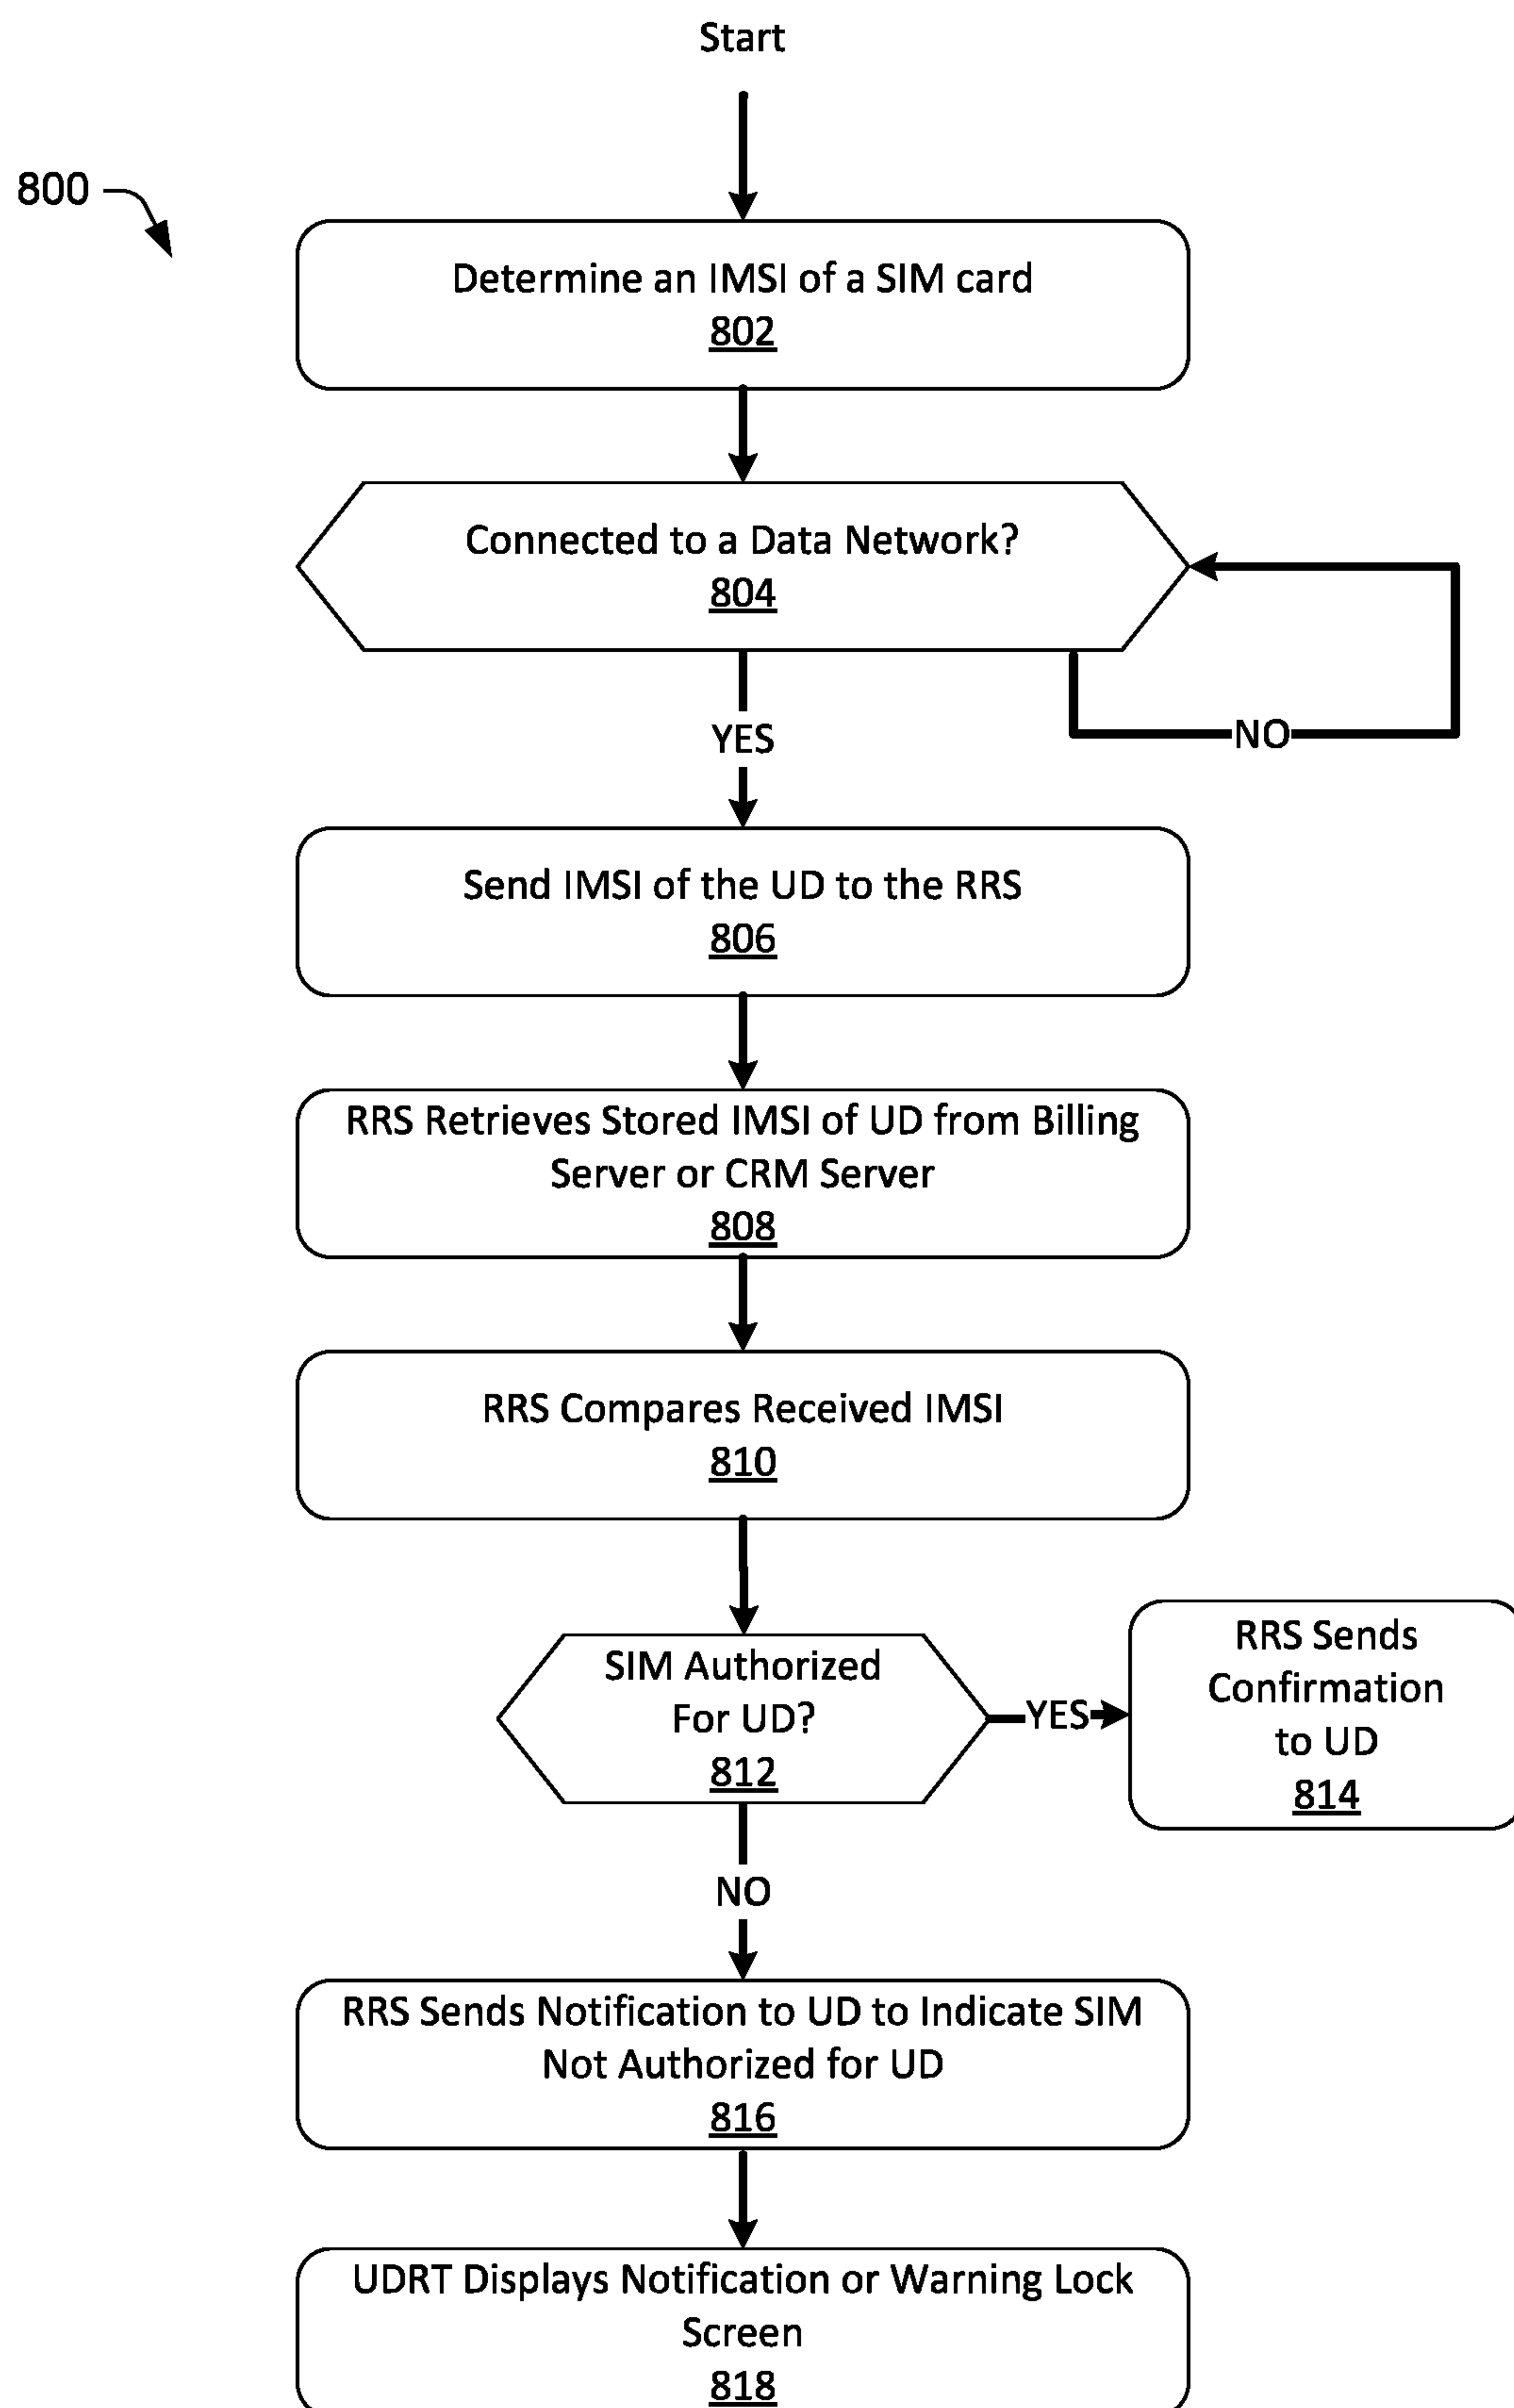 Start
800
Determine an IMSI of a SIM card
802
Connected to a Data Network?
804
YES
NO
Send IMSI of the UD to the RRS
806
RRS Retrieves Stored IMSI of UD from Billing
Server or CRM Server
808
RRS Compares Received IMSI
810
SIM Authorized
For UD?
812
YES
RRS Sends
Confirmation
to UD
814
NO
RRS Sends Notification to UD to Indicate SIM
Not Authorized for UD
816
UDRT Displays Notification or Warning Lock
Screen
818